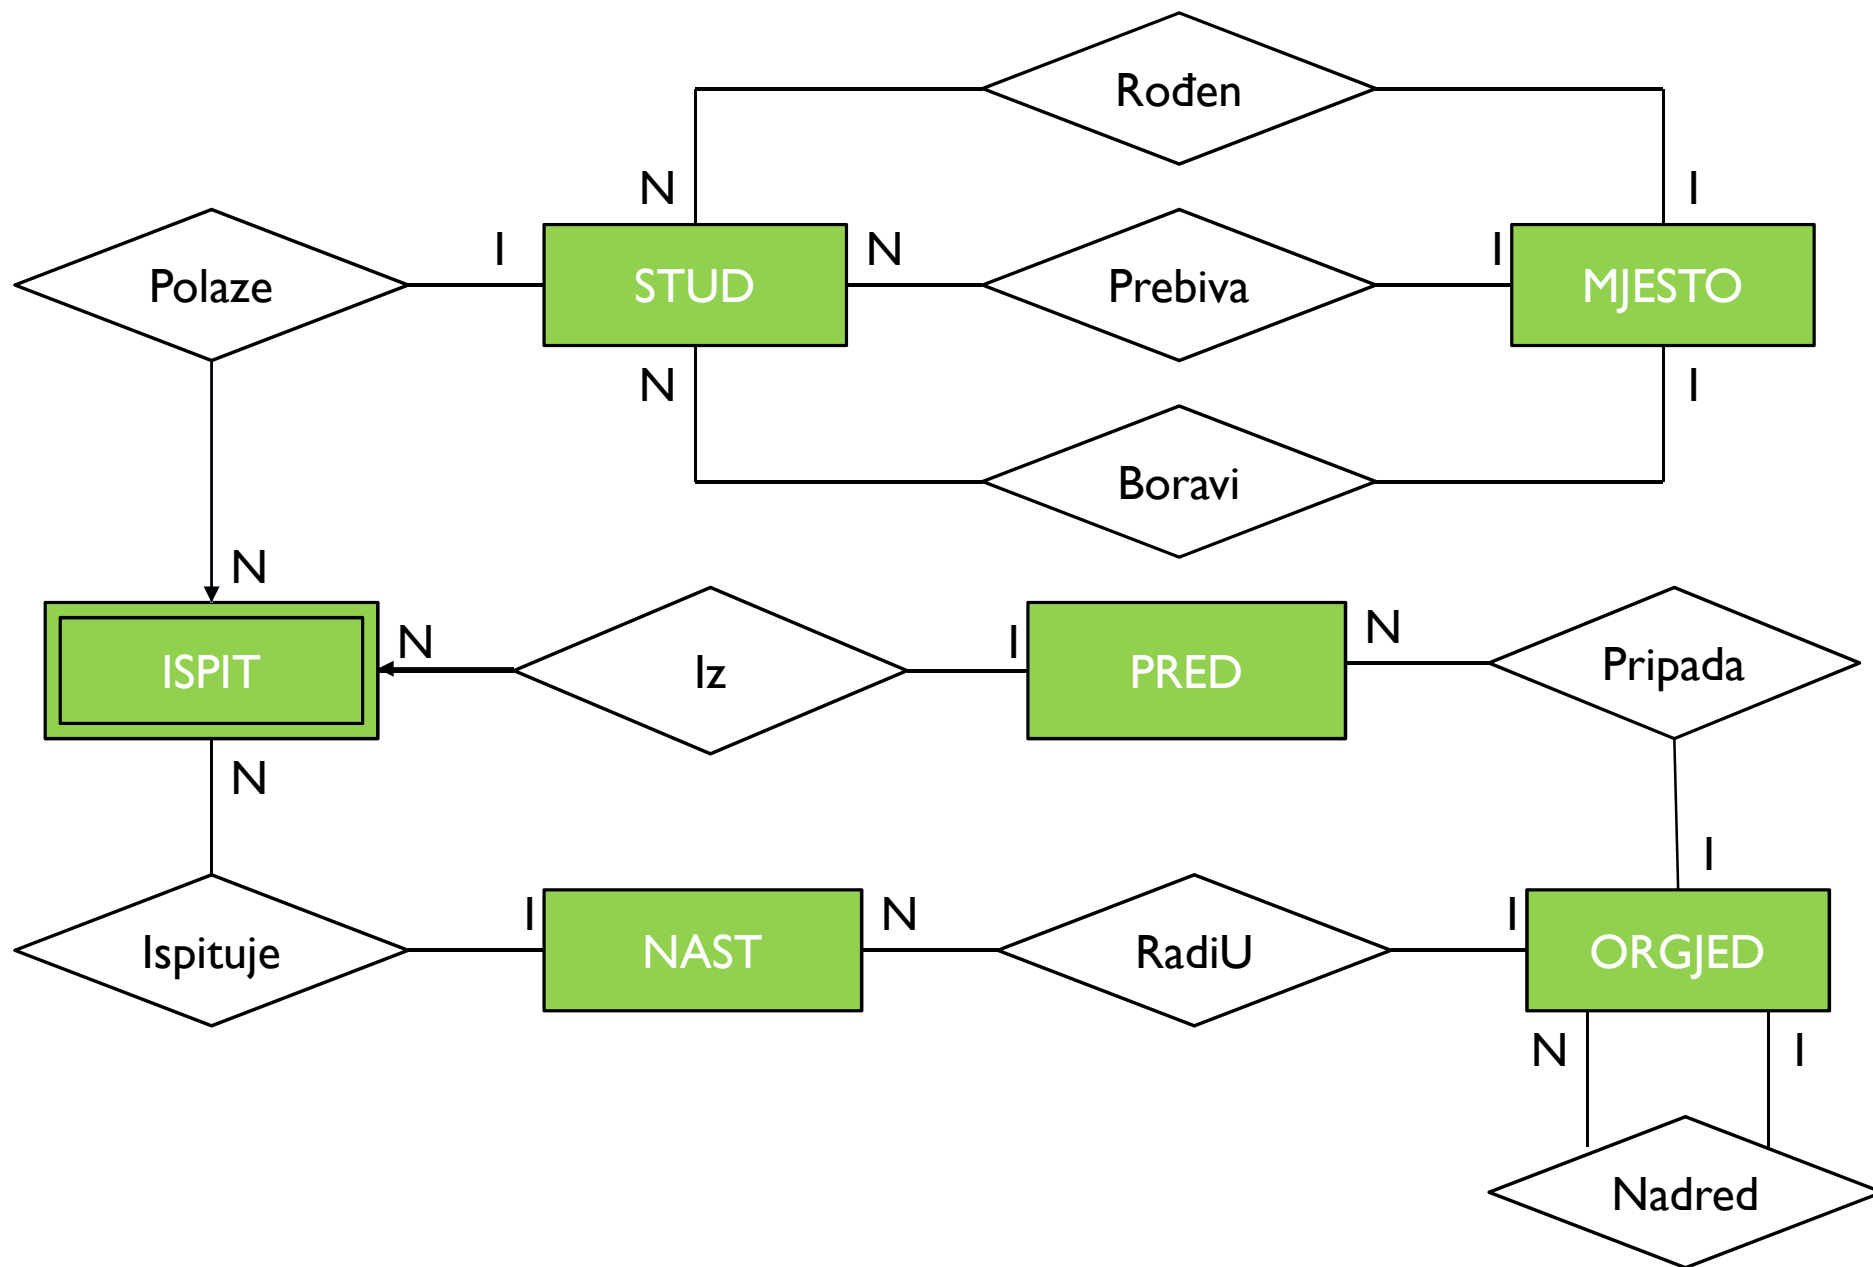 Rođen
N
I
Polaze
I
STUD
N
Prebiva
I
MJESTO
N
I
Boravi
N
ISPIT
N
Iz
I
PRED
N
Pripada
N
I
Ispituje
I
NAST
N
RadiU
I
ORGJED
N
I
Nadred